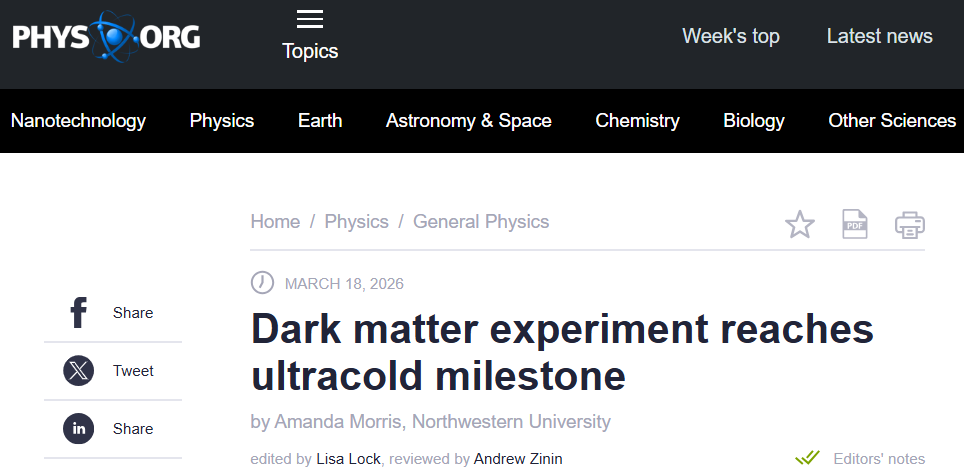 PHYS ORG
Topics
Week's top
Latest news
Nanotechnology
Physics
Earth
Astronomy & Space
Chemistry
Biology
Other Sciences
Home / Physics / General Physics
PDF
MARCH 18, 2026
Dark matter experiment reaches
ultracold milestone
by Amanda Morris, Northwestern University
edited by Lisa Lock, reviewed by Andrew Zinin
Editors' notes
f Share
X Tweet
in Share